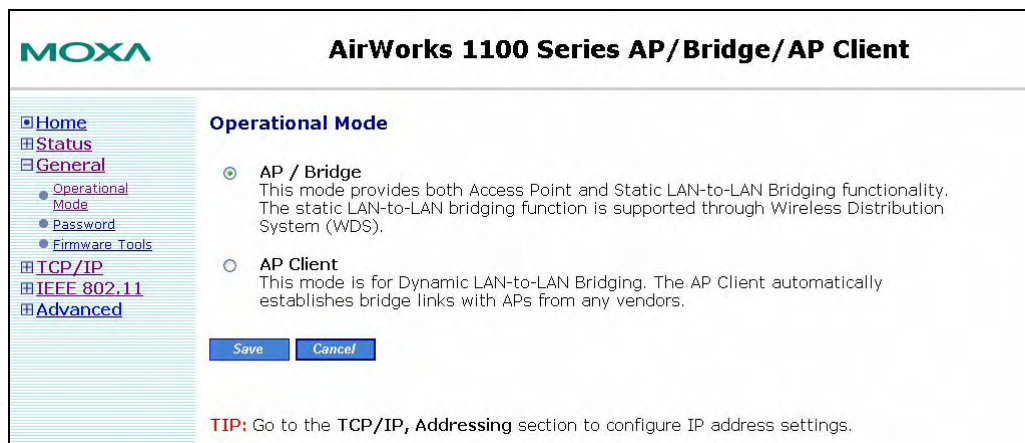 MOXA
AirWorks 1100 Series AP/Bridge/AP Client
Home
Status
General
Operational
Mode
Password
Firmware Tools
TCP/IP
IEEE 802.11
Advanced
Operational Mode
AP / Bridge
This mode provides both Access Point and Static LAN-to-LAN Bridging functionality.
The static LAN-to-LAN bridging function is supported through Wireless Distribution
System (WDS).
AP Client
This mode is for Dynamic LAN-to-LAN Bridging. The AP Client automatically
establishes bridge links with APs from any vendors.
Save Cancel
TIP: Go to the TCP/IP, Addressing section to configure IP address settings.